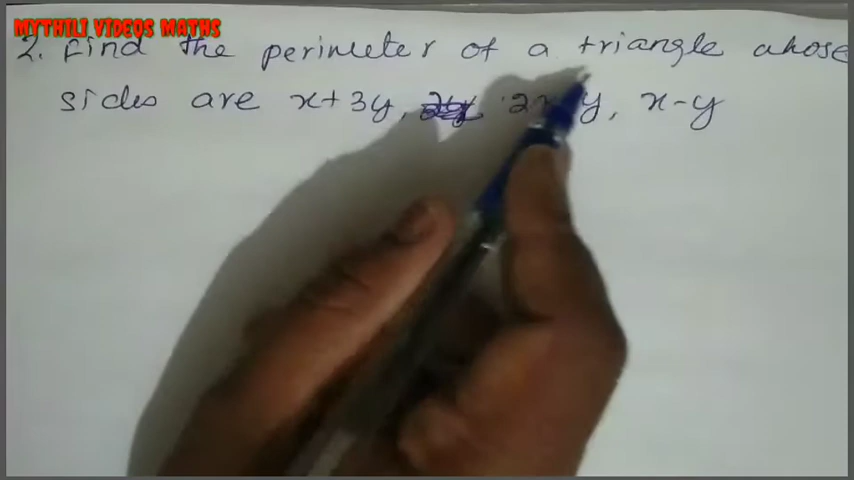 MYTHILI VIDEOS MATHS
2. Find the perimeter of a triangle whose
sides are x+3y, 2x y, x-y